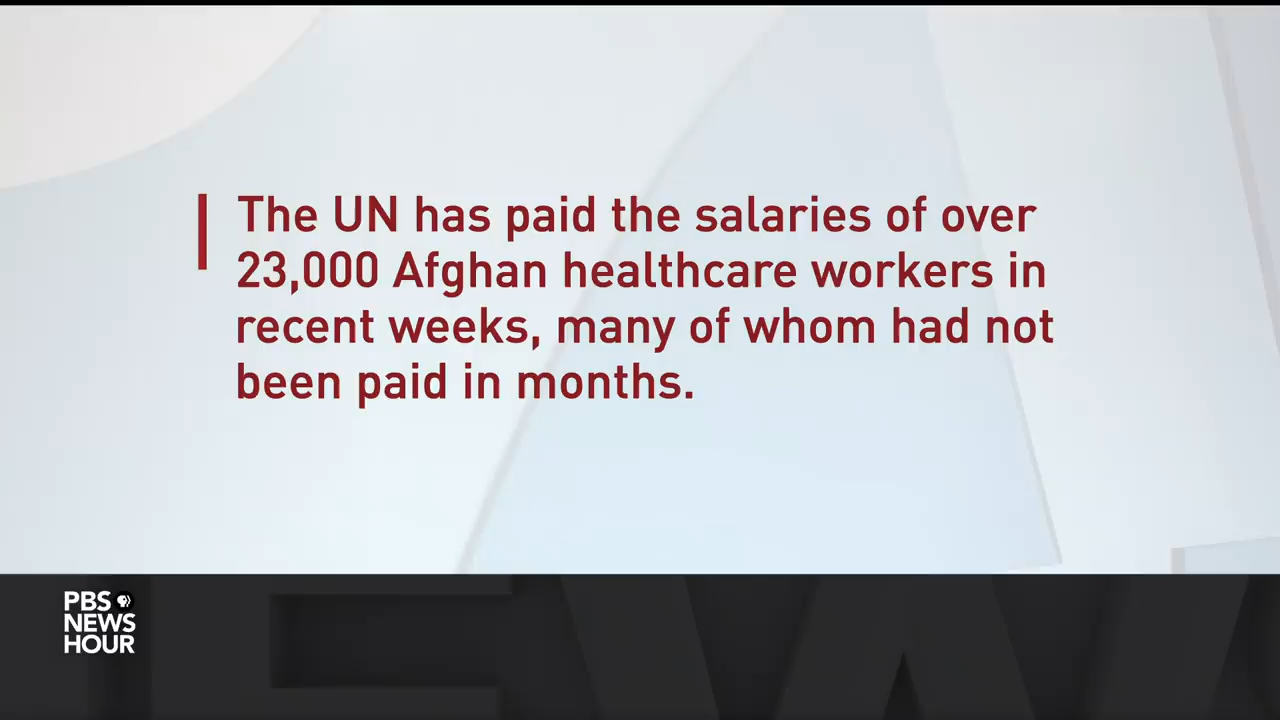 The UN has paid the salaries of over
23,000 Afghan healthcare workers in
recent weeks, many of whom had not
been paid in months.
PBS
NEWS
HOUR